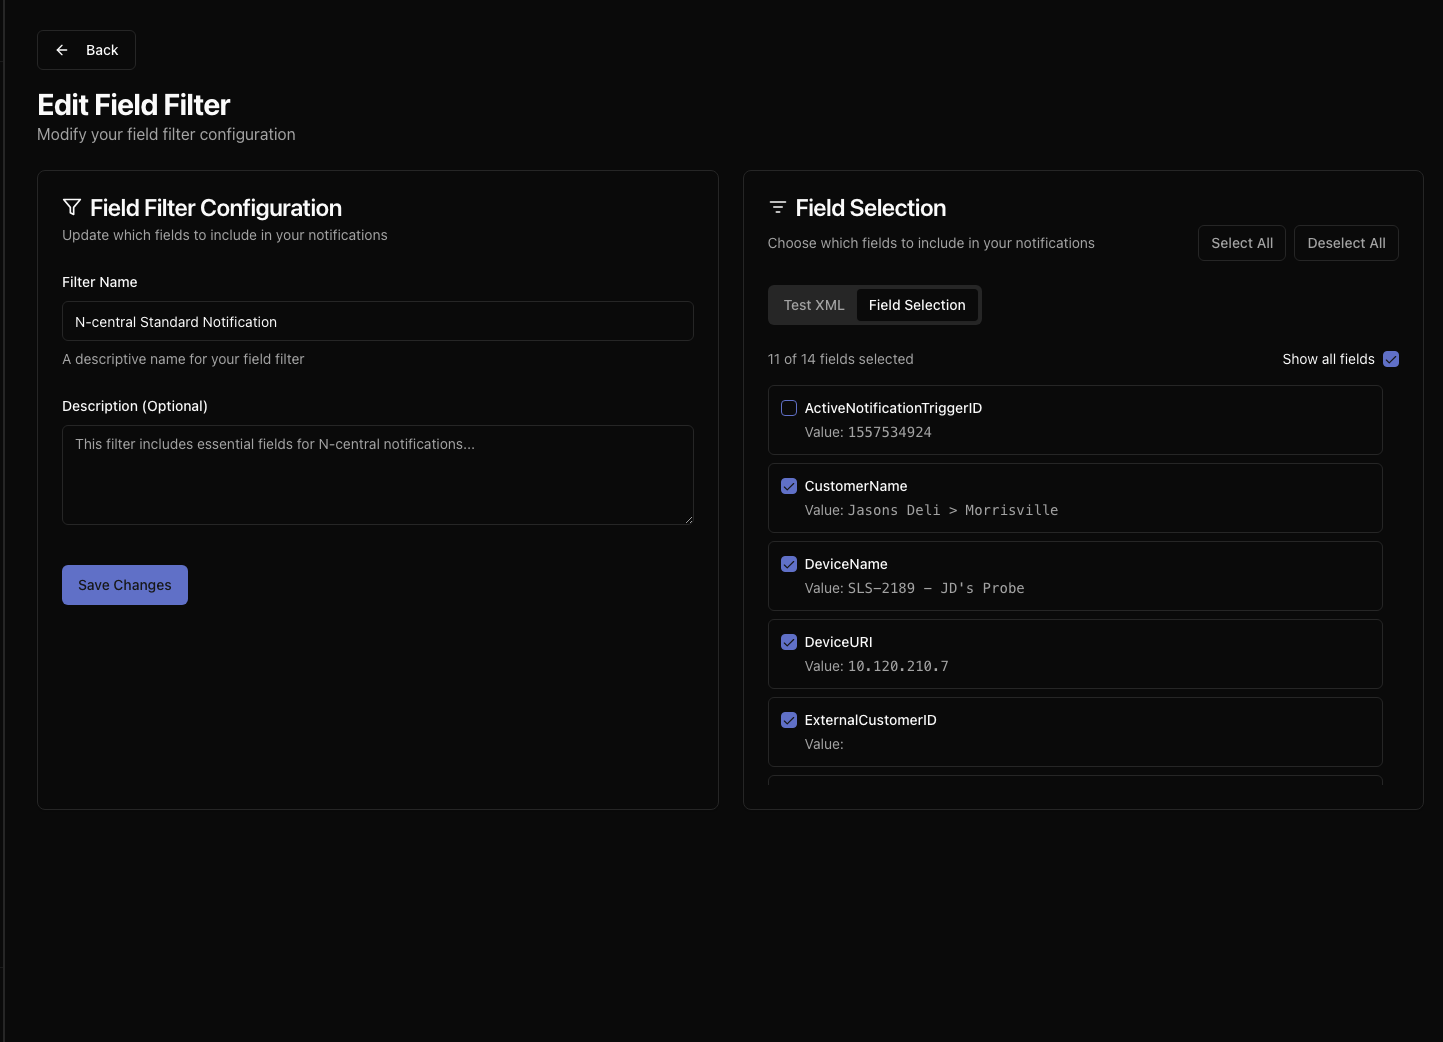 Back
Edit Field Filter
Modify your field filter configuration
Field Filter Configuration
Update which fields to include in your notifications
Filter Name
N-central Standard Notification
A descriptive name for your field filter
Description (Optional)
This filter includes essential fields for N-central notifications...
Save Changes
Field Selection
Choose which fields to include in your notifications
Select All
Deselect All
Test XML
Field Selection
11 of 14 fields selected
Show all fields
ActiveNotificationTriggerID
Value: 1557534924
CustomerName
Value: Jasons Deli > Morrisville
DeviceName
Value: SLS-2189 - JD's Probe
DeviceURI
Value: 10.120.210.7
ExternalCustomerID
Value: